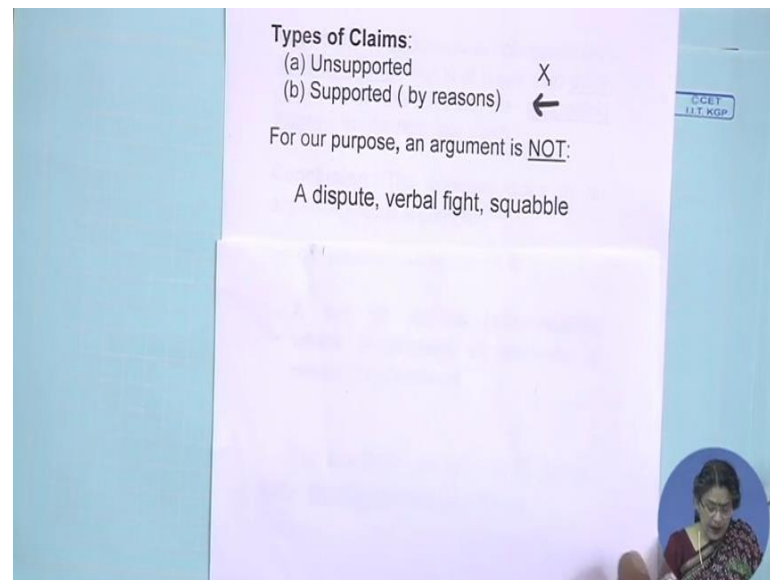 Types of Claims:
(a) Unsupported X
(b) Supported ( by reasons) ←
For our purpose, an argument is NOT:
A dispute, verbal fight, squabble
CCET
I.I.T. KGP